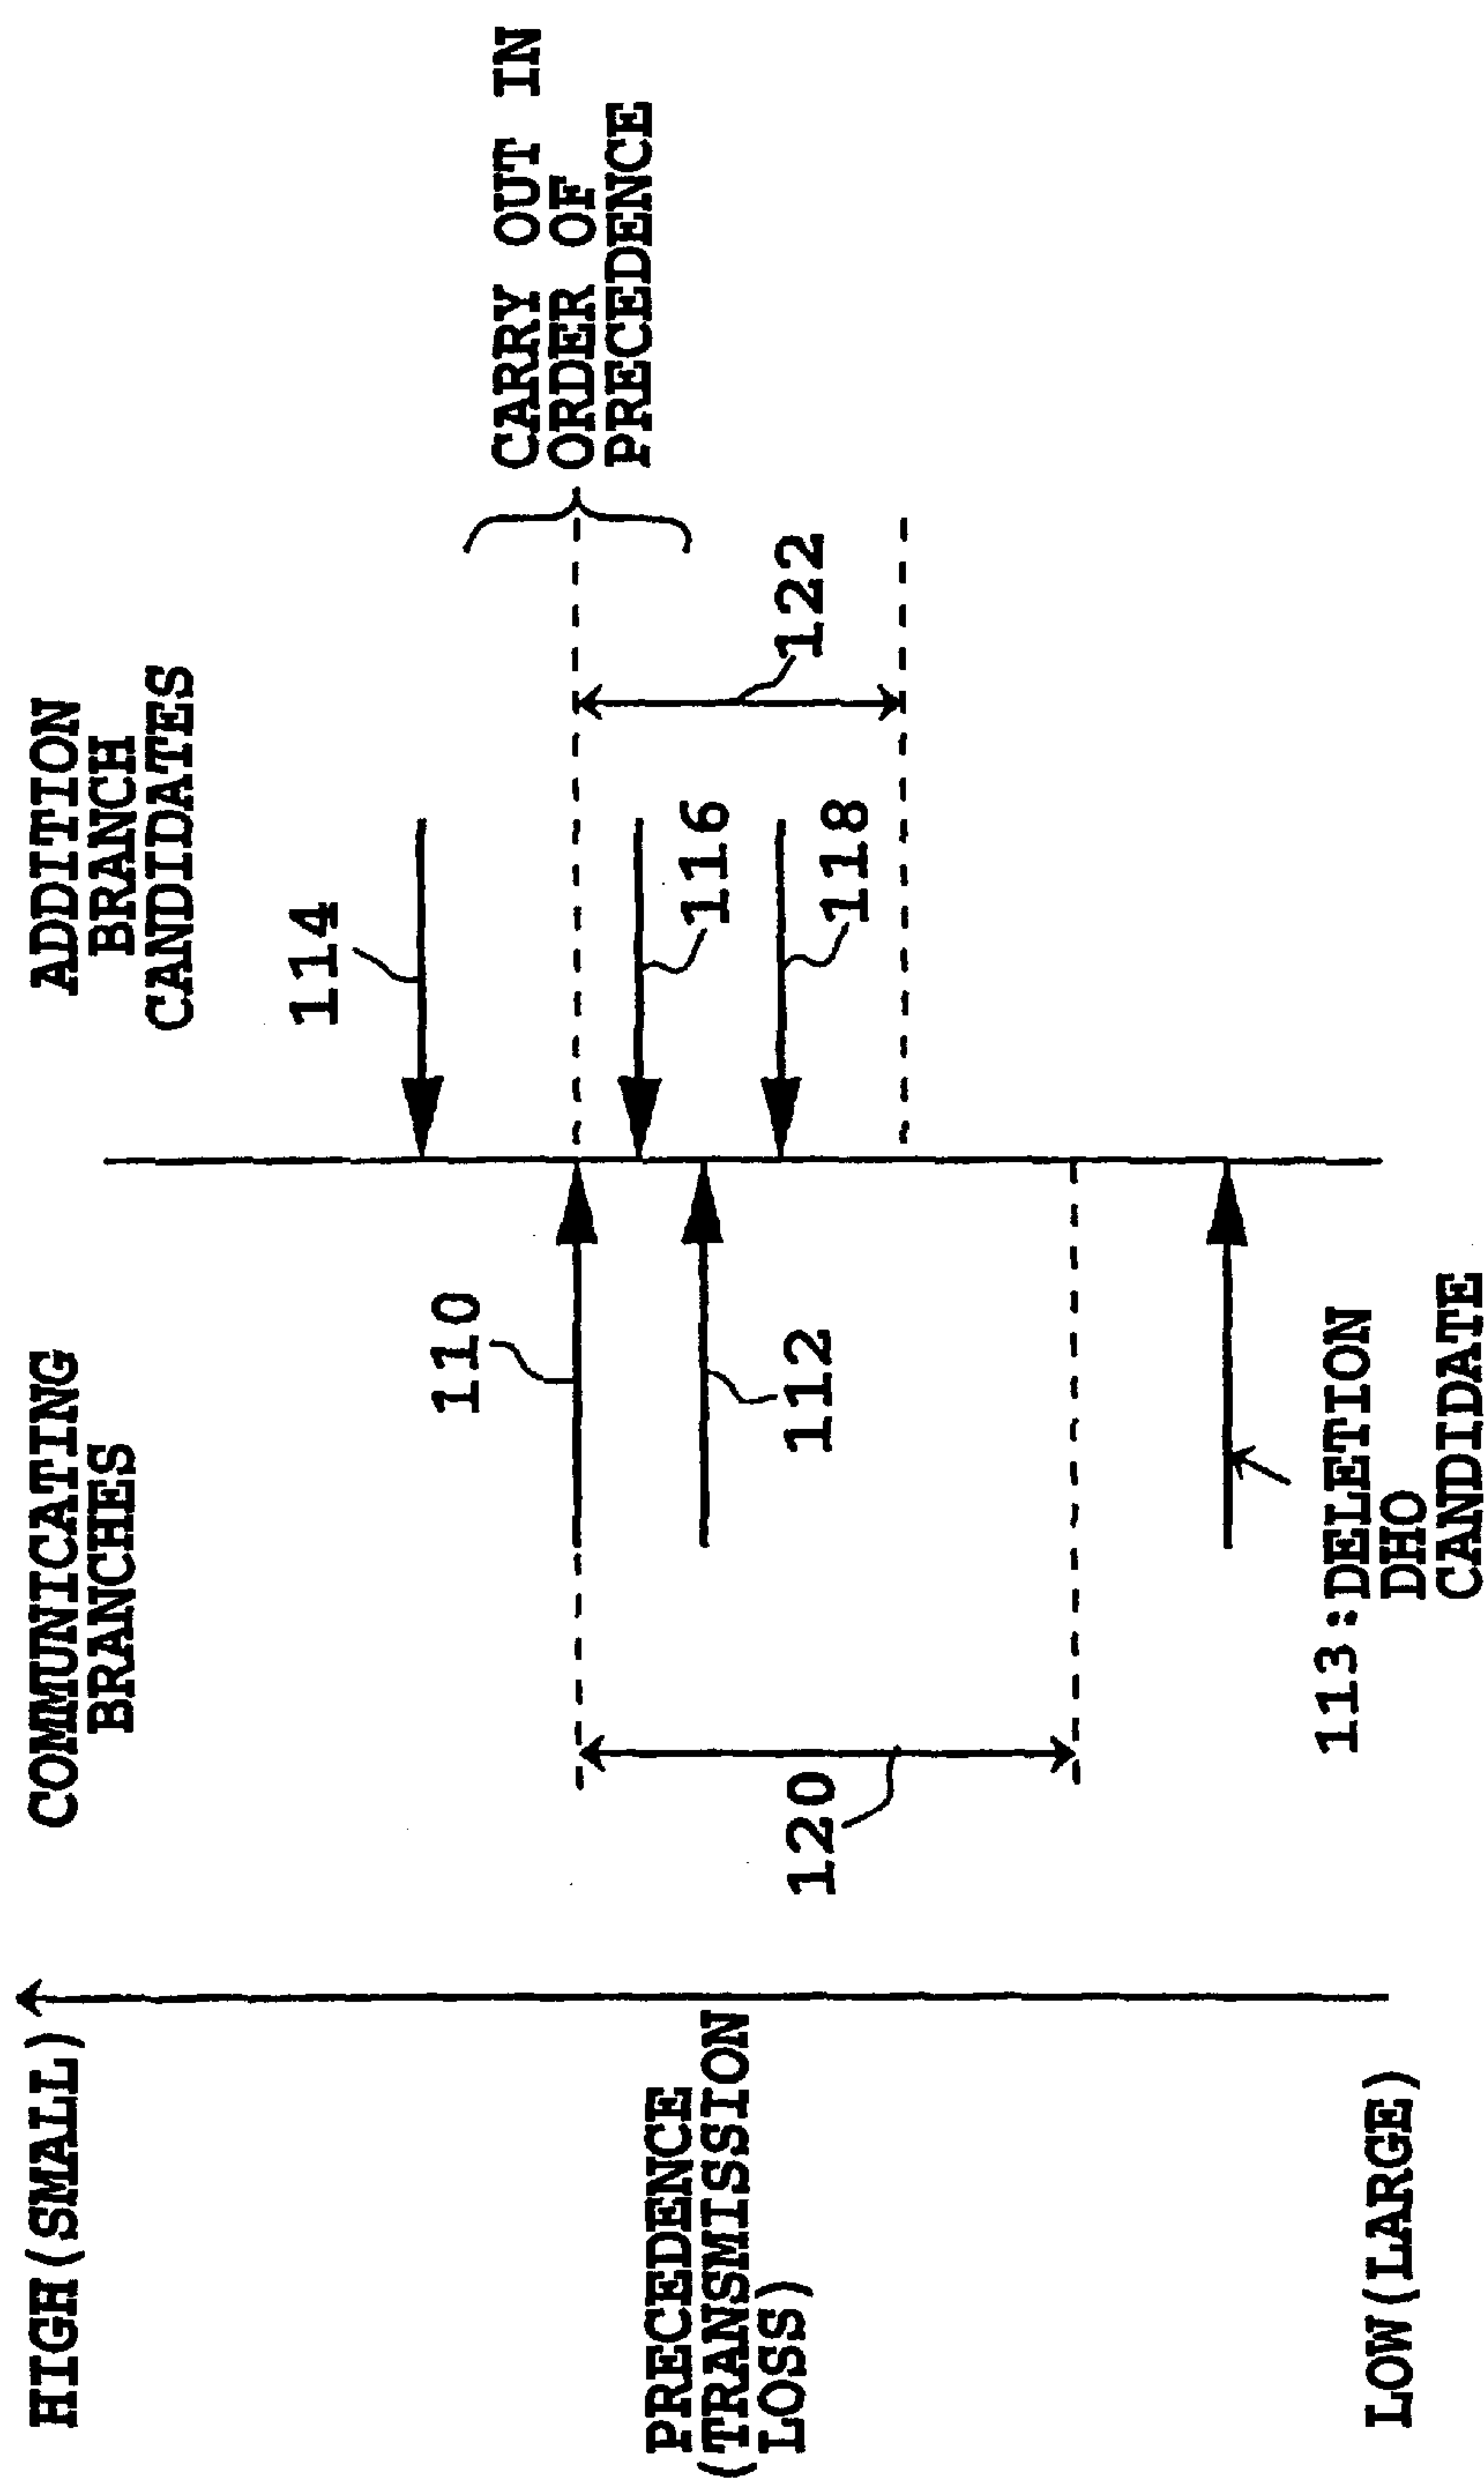 HIGH(SMALL)
PRECEDENCE
(TRANSMISSION
LOSS)
LOW(LARGE)
COMMUNICATING
BRANCHES
110
112
120
113:DELETION
DHO
CANDIDATE
ADDITION
BRANCH
CANDIDATES
114
116
118
122
CARRY OUT IN
ORDER OF
PRECEDENCE